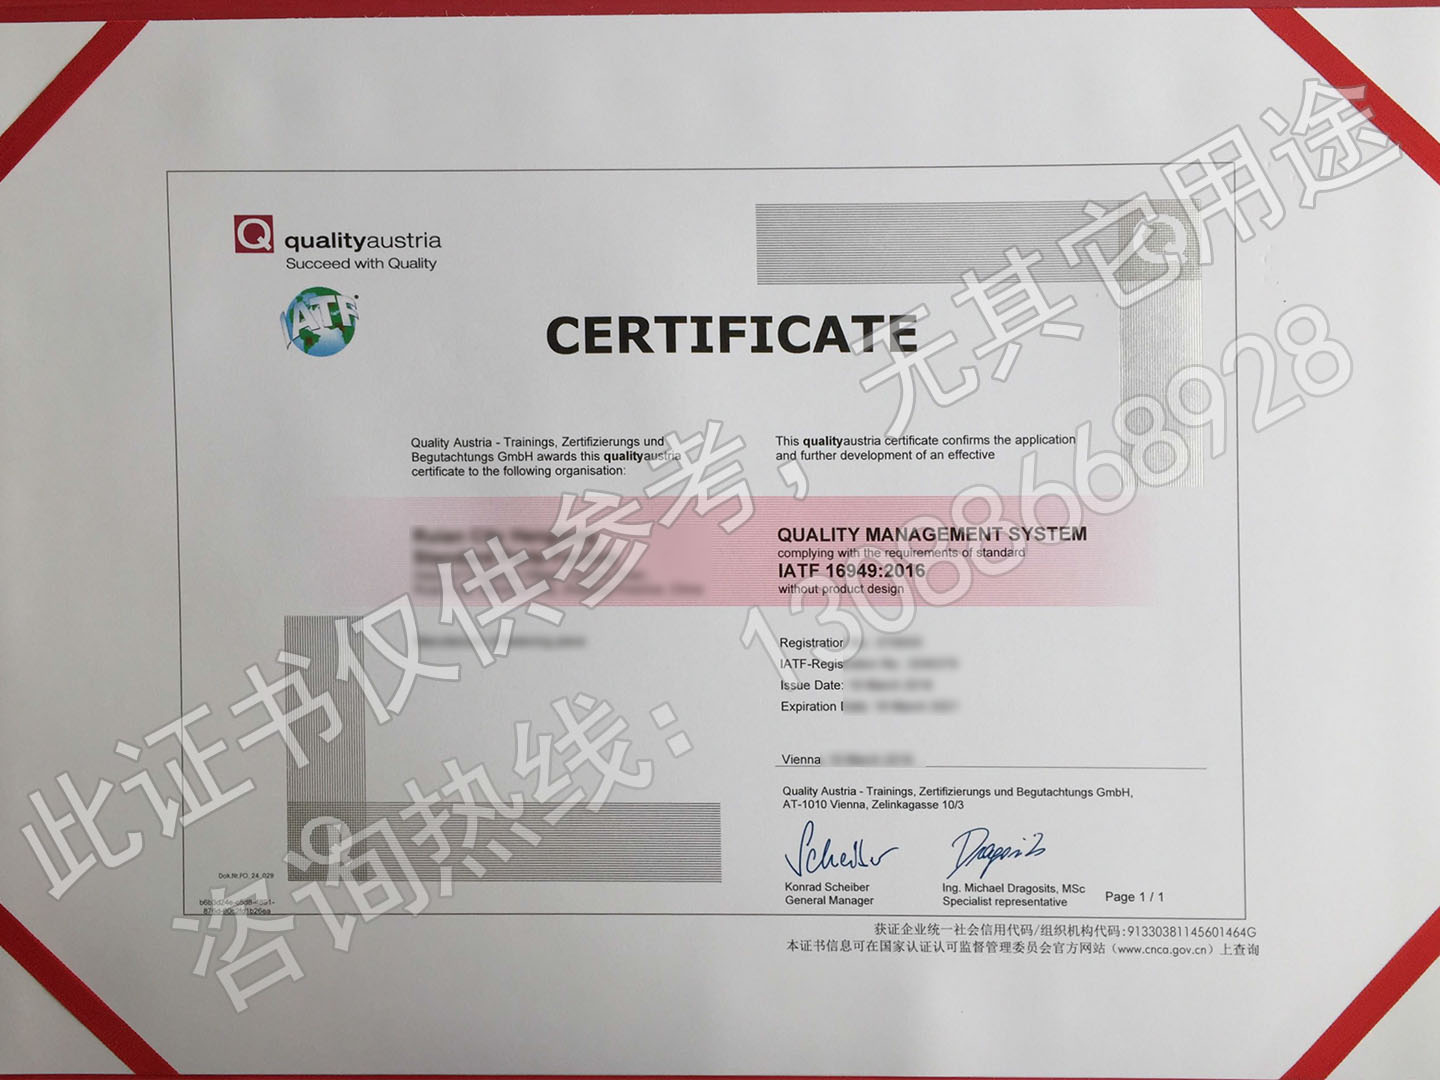 qualityaustria
Succeed with Quality
IATF
CERTIFICATE
Quality Austria - Trainings, Zertifizierungs und
Begutachtungs GmbH awards this qualityaustria
certificate to the following organisation:
This qualityaustria certificate confirms the application
and further development of an effective
QUALITY MANAGEMENT SYSTEM
complying with the requirements of standard
IATF 16949:2016
without product design
Registration
IATF-Regis
Issue Date:
Expiration
Vienna
Quality Austria - Trainings, Zertifizierungs und Begutachtungs GmbH,
AT-1010 Vienna, Zelinkagasse 10/3
Scheiber
Dragosits
Konrad Scheiber
General Manager
Ing. Michael Dragosits, MSc
Specialist representative
Page 1 / 1
Dok.Nr.FO_24_029
获证企业统一社会信用代码/组织机构代码:91330381145601464G
本证书信息可在国家认证认可监督管理委员会官方网站（www.cnca.gov.cn）上查询
此证书仅供参考，无其它用途
咨询热线：13088668928